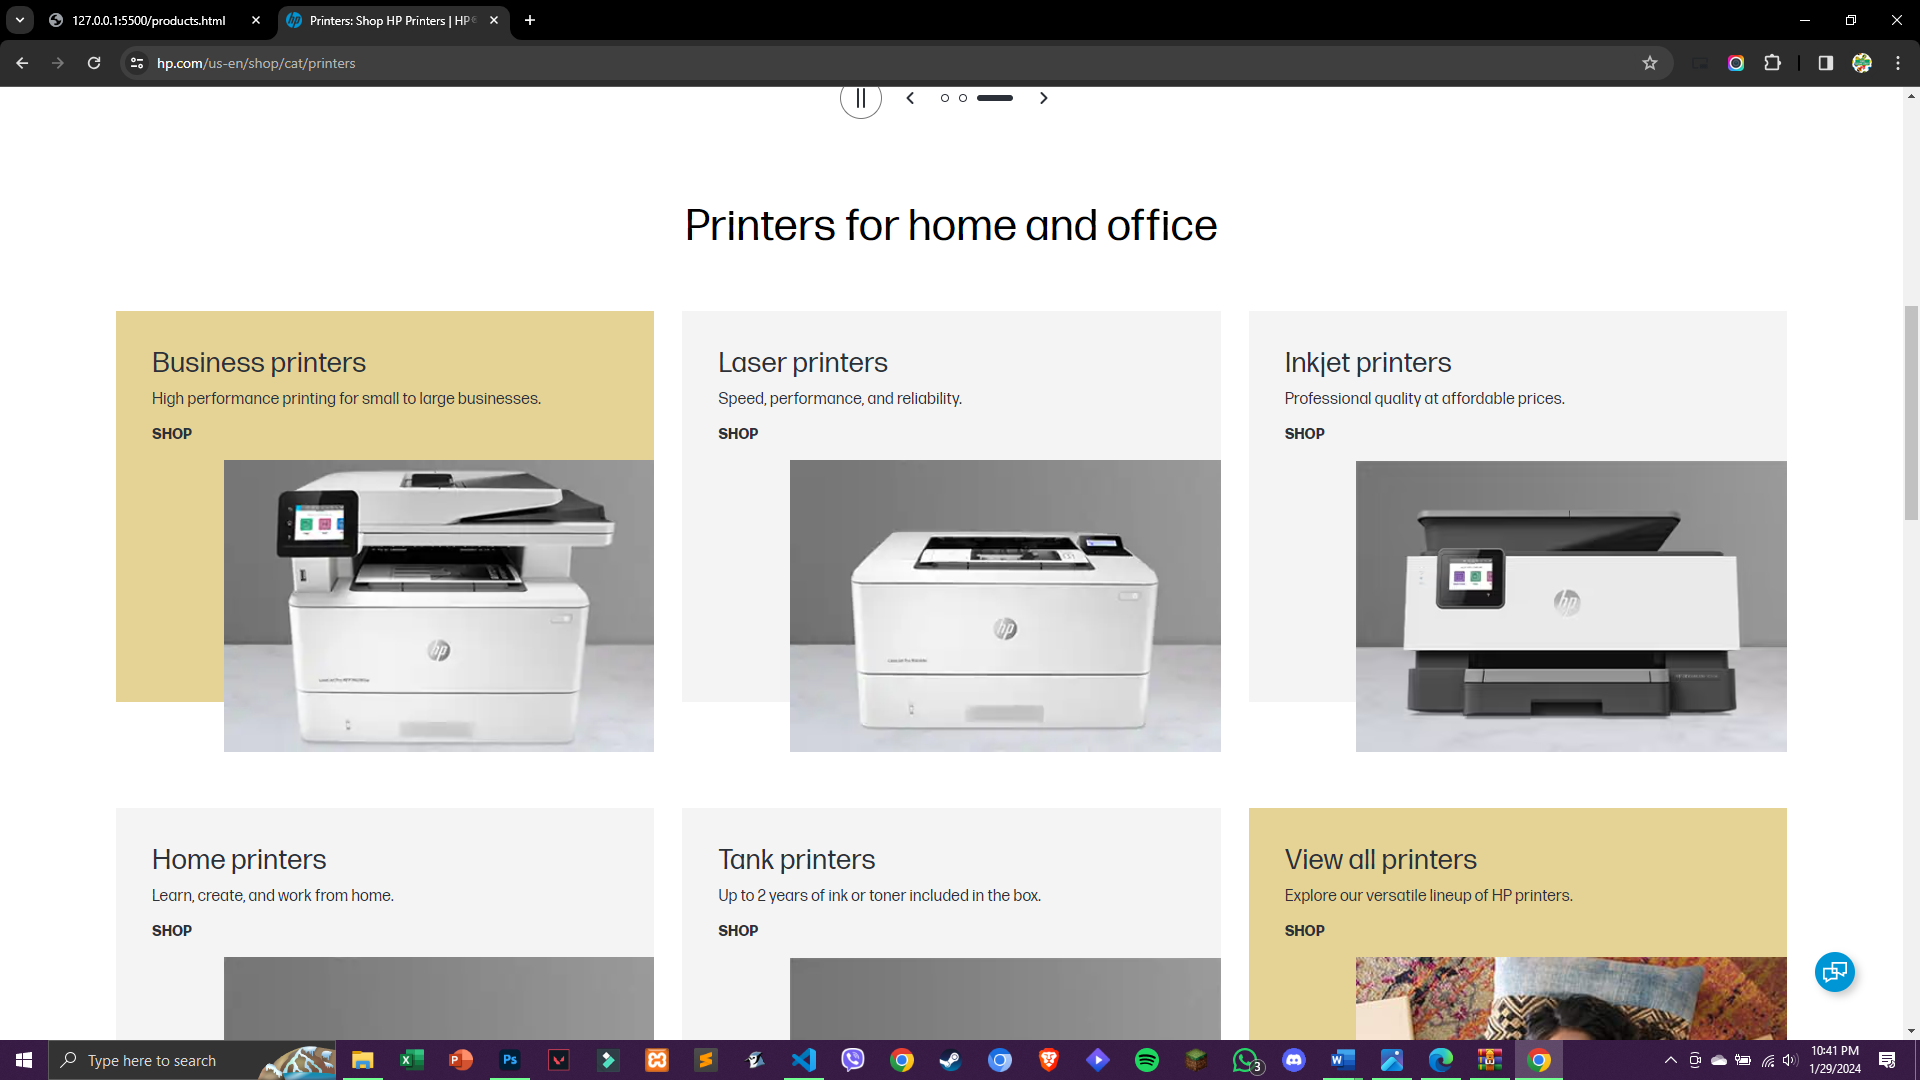 127.0.0.1:5500/products.html
Printers: Shop HP Printers | HP®
hp.com/us-en/shop/cat/printers
Printers for home and office
Business printers
High performance printing for small to large businesses.
SHOP
Laser printers
Speed, performance, and reliability.
SHOP
Inkjet printers
Professional quality at affordable prices.
SHOP
hp
hp
hp
Home printers
Learn, create, and work from home.
SHOP
Tank printers
Up to 2 years of ink or toner included in the box.
SHOP
View all printers
Explore our versatile lineup of HP printers.
SHOP
Type here to search
Ps
3
W
10:41 PM
1/29/2024